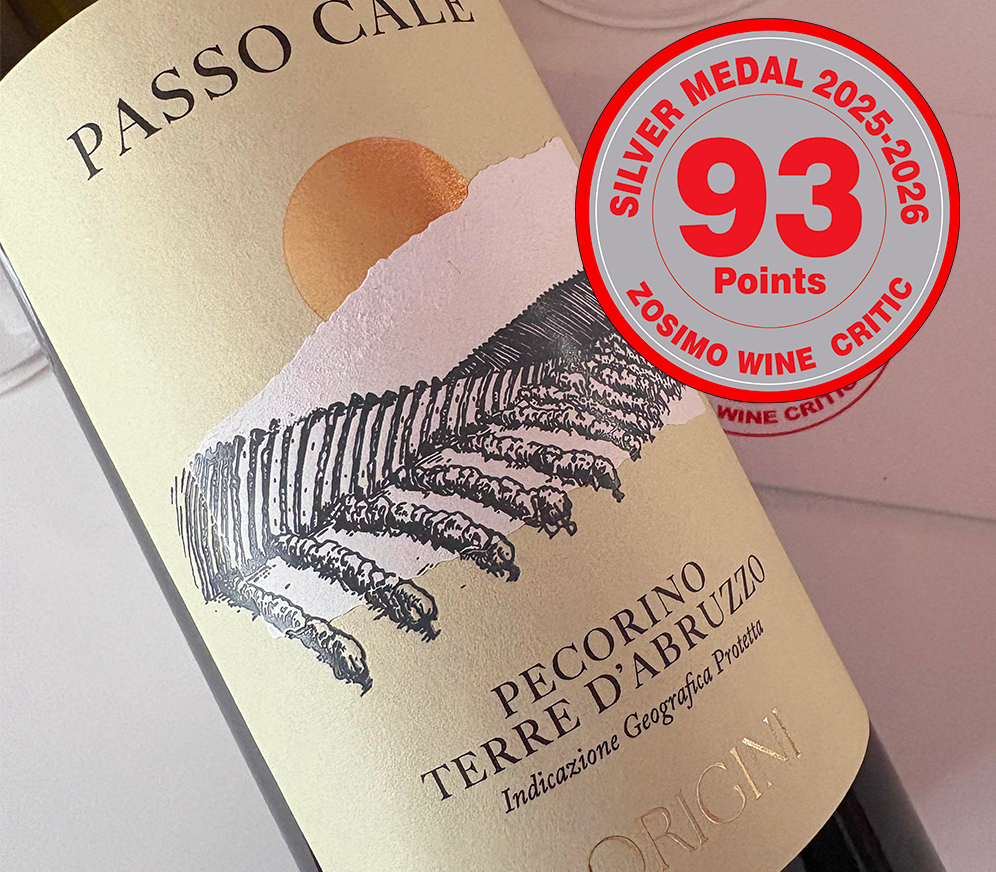 PASSO CALE
SILVER MEDAL 2025-2026
93
Points
ZOSIMO WINE CRITIC
WINE CRITIC
PECORINO
TERRE D'ABRUZZO
Indicazione Geografica Protetta
ORIGINI